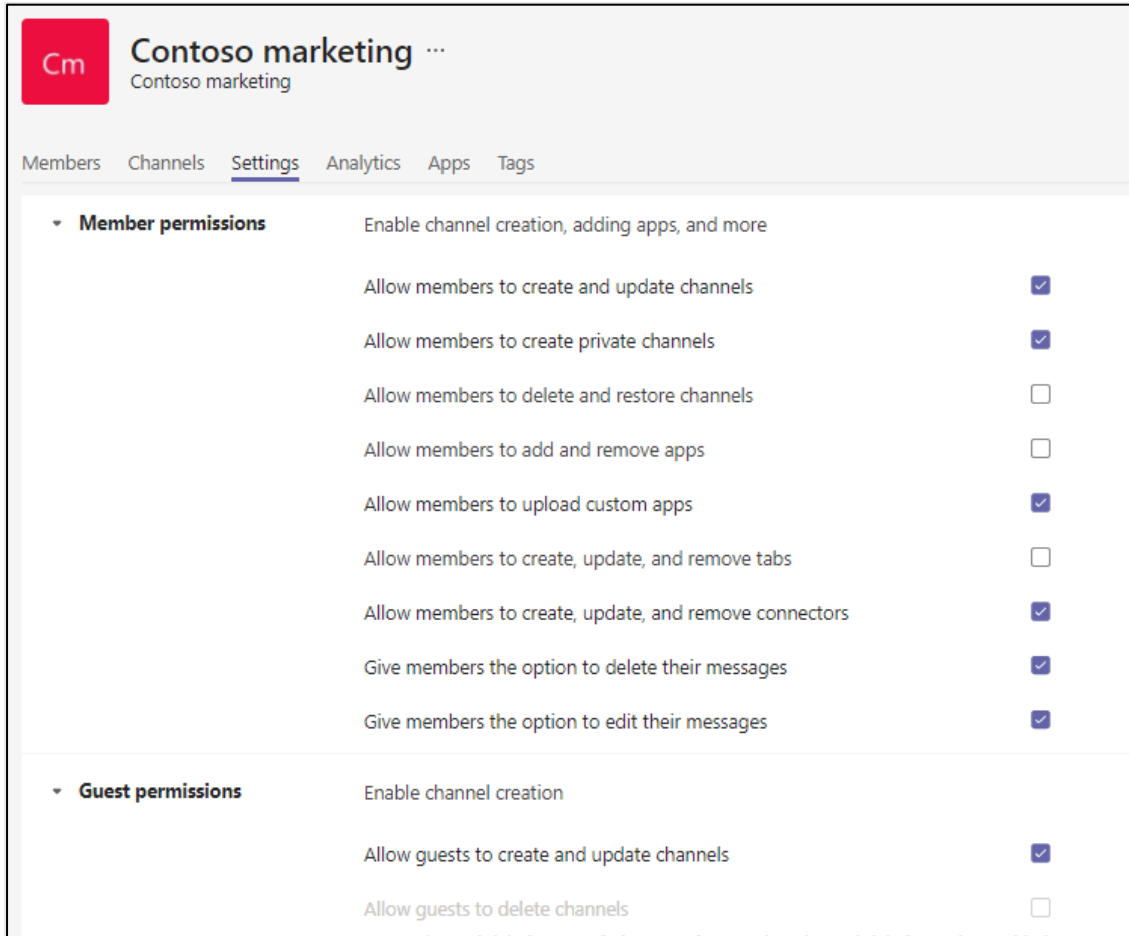 Cm
Contoso marketing ...
Contoso marketing
Members Channels Settings Analytics Apps Tags
Member permissions Enable channel creation, adding apps, and more
Allow members to create and update channels
Allow members to create private channels
Allow members to delete and restore channels
Allow members to add and remove apps
Allow members to upload custom apps
Allow members to create, update, and remove tabs
Allow members to create, update, and remove connectors
Give members the option to delete their messages
Give members the option to edit their messages
Guest permissions Enable channel creation
Allow guests to create and update channels
Allow guests to delete channels